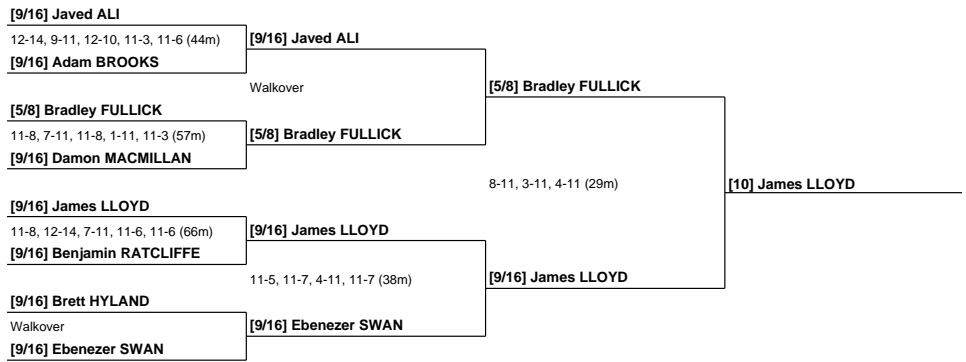 [9/16] Javed ALI
12-14, 9-11, 12-10, 11-3, 11-6 (44m)
[9/16] Adam BROOKS
[9/16] Javed ALI
Walkover
[5/8] Bradley FULLICK
[5/8] Bradley FULLICK
11-8, 7-11, 11-8, 1-11, 11-3 (57m)
[9/16] Damon MACMILLAN
[5/8] Bradley FULLICK
8-11, 3-11, 4-11 (29m)
[10] James LLOYD
[9/16] James LLOYD
11-8, 12-14, 7-11, 11-6, 11-6 (66m)
[9/16] Benjamin RATCLIFFE
[9/16] James LLOYD
11-5, 11-7, 4-11, 11-7 (38m)
[9/16] James LLOYD
[9/16] Brett HYLAND
Walkover
[9/16] Ebenezer SWAN
[9/16] Ebenezer SWAN